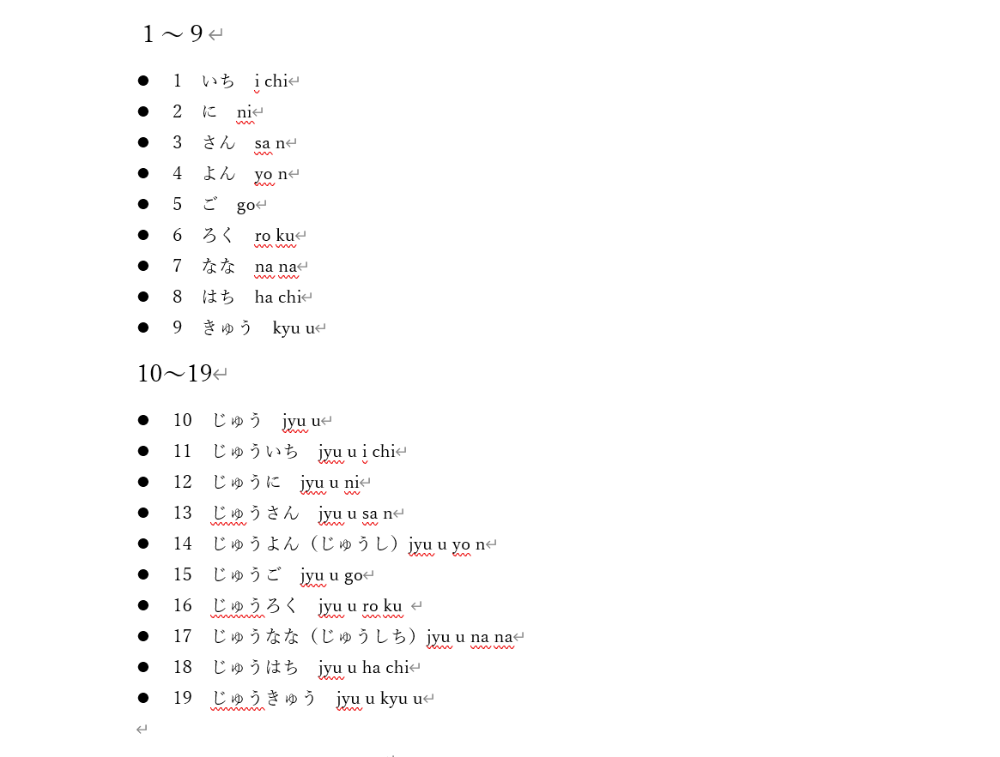 1～9
● 1 いち i chi
● 2 に ni
● 3 さん sa n
● 4 よん yo n
● 5 ご go
● 6 ろく ro ku
● 7 なな na na
● 8 はち ha chi
● 9 きゅう kyu u
10～19
● 10 じゅう jyu u
● 11 じゅういち jyu u i chi
● 12 じゅうに jyu u ni
● 13 じゅうさん jyu u sa n
● 14 じゅうよん（じゅうし）jyu u yo n
● 15 じゅうご jyu u go
● 16 じゅうろく jyu u ro ku
● 17 じゅうなな（じゅうしち）jyu u na na
● 18 じゅうはち jyu u ha chi
● 19 じゅうきゅう jyu u kyu u